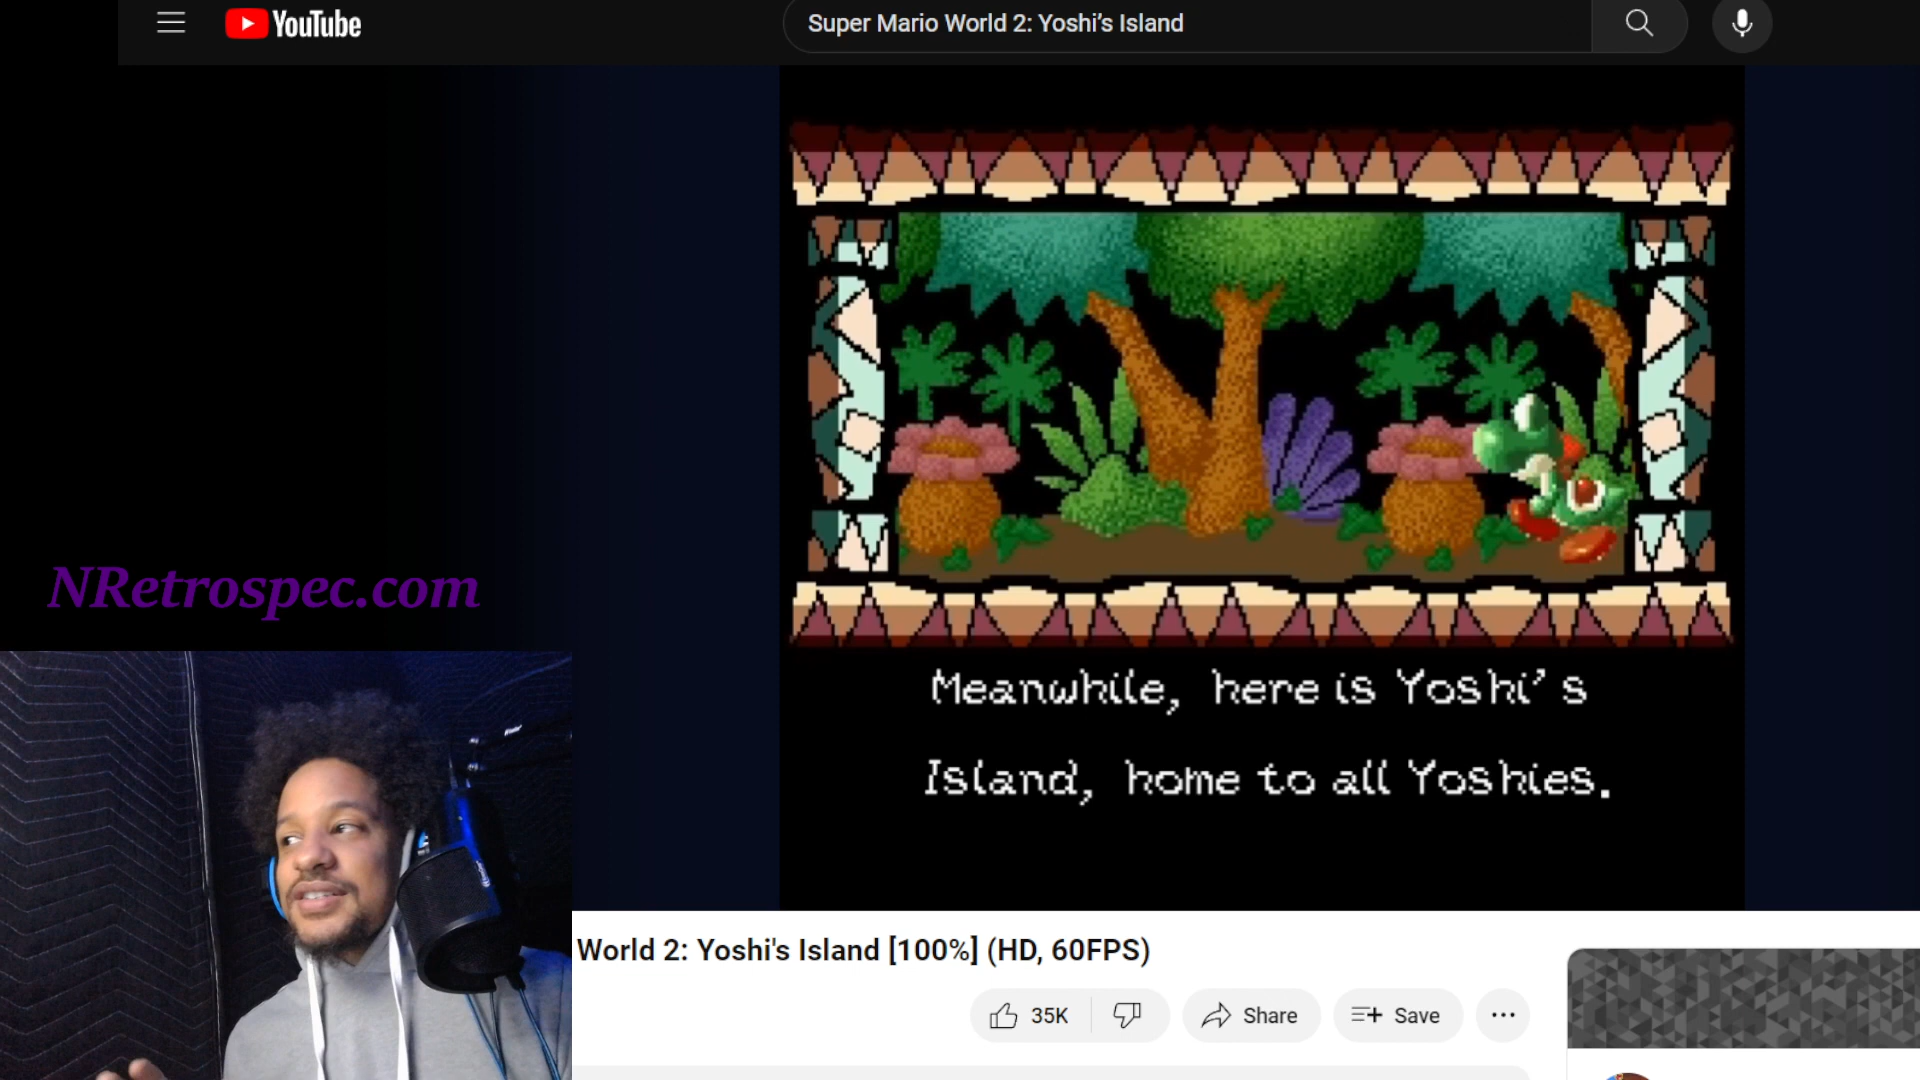 YouTube
Super Mario World 2: Yoshi’s Island
Meanwhile, here is Yoshi’s
Island, home to all Yoshies.
NRetrospec.com
World 2: Yoshi's Island [100%] (HD, 60FPS)
35K
Share
Save